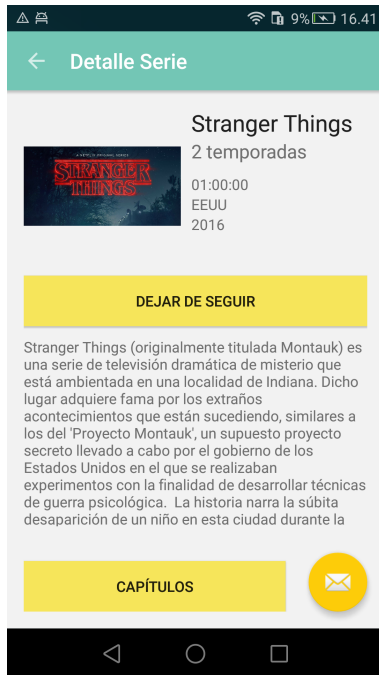 9% 16.41
Detalle Serie
Stranger Things
A NETFLIX ORIGINAL SERIES
STRANGER
THINGS
2 temporadas
01:00:00
EEUU
2016
DEJAR DE SEGUIR
Stranger Things (originalmente titulada Montauk) es
una serie de televisión dramática de misterio que
está ambientada en una localidad de Indiana. Dicho
lugar adquiere fama por los extraños
acontecimientos que están sucediendo, similares a
los del 'Proyecto Montauk', un supuesto proyecto
secreto llevado a cabo por el gobierno de los
Estados Unidos en el que se realizaban
experimentos con la finalidad de desarrollar técnicas
de guerra psicológica.  La historia narra la súbita
desaparición de un niño en esta ciudad durante la
CAPÍTULOS